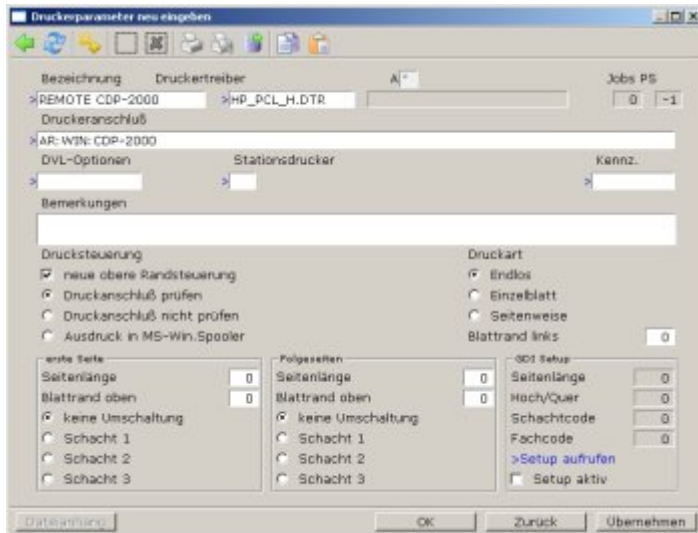 Druckerparameter neu eingeben
Bezeichnung Druckertreiber A * Jobs PS
>REMOTE CDP-2000 >HP_PCL_H.DTR 0 -1
Druckeranschluß
>AR: WIN: CDP-2000
DVL-Optionen Stationsdrucker Kennz.
> > >
Bemerkungen
Drucksteuerung Druckart
neue obere Randsteuerung Endlos
Druckanschluß prüfen Einzelblatt
Druckanschluß nicht prüfen Seitenweise
Ausdruck in MS-Win.Spooler Blattrand links 0
erste Seite Folgeseiten GDI Setup
Seitenlänge 0 Seitenlänge 0 Seitenlänge 0
Blattrand oben 0 Blattrand oben 0 Hoch/Quer 0
keine Umschaltung keine Umschaltung Schachtcode 0
Schacht 1 Schacht 1 Fachcode 0
Schacht 2 Schacht 2 >Setup aufrufen
Schacht 3 Schacht 3 Setup aktiv
Dateianhang OK Zurück Übernehmen